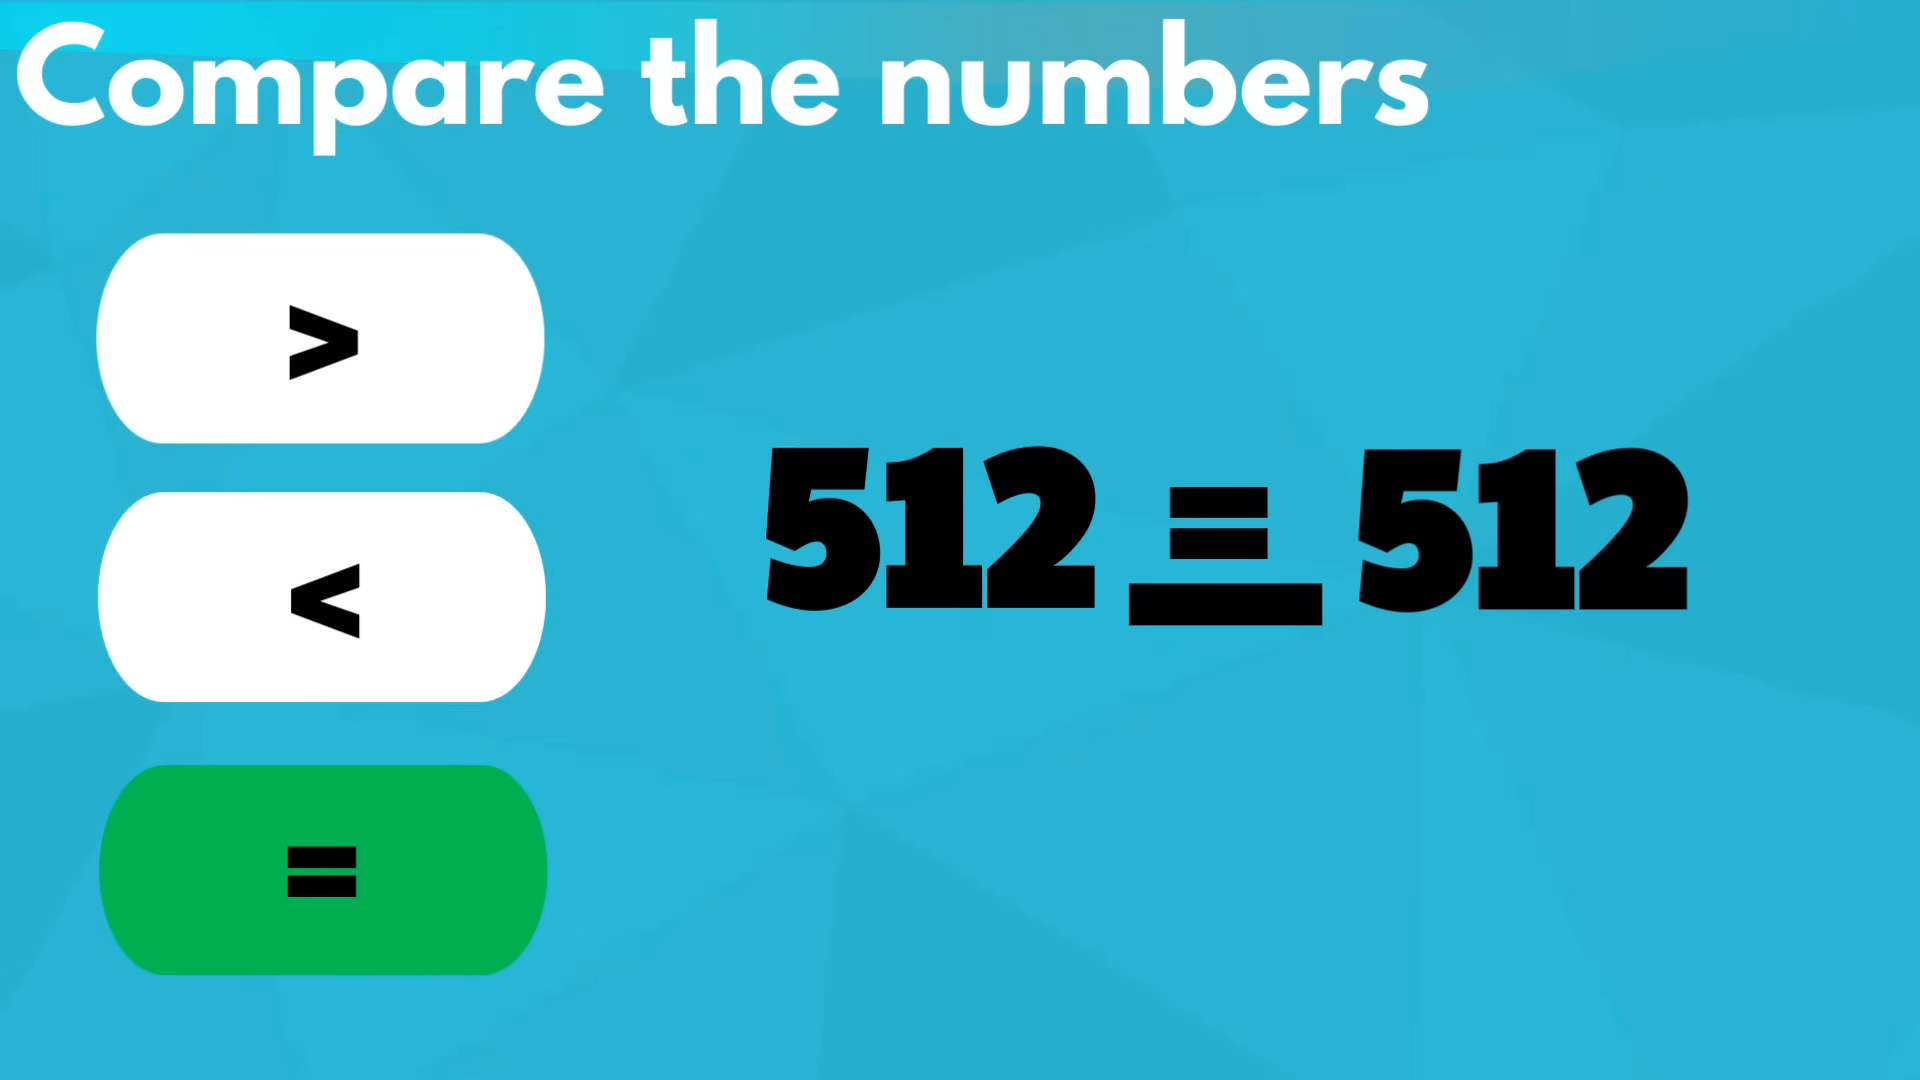 Compare the numbers
>
<
=
512 = 512